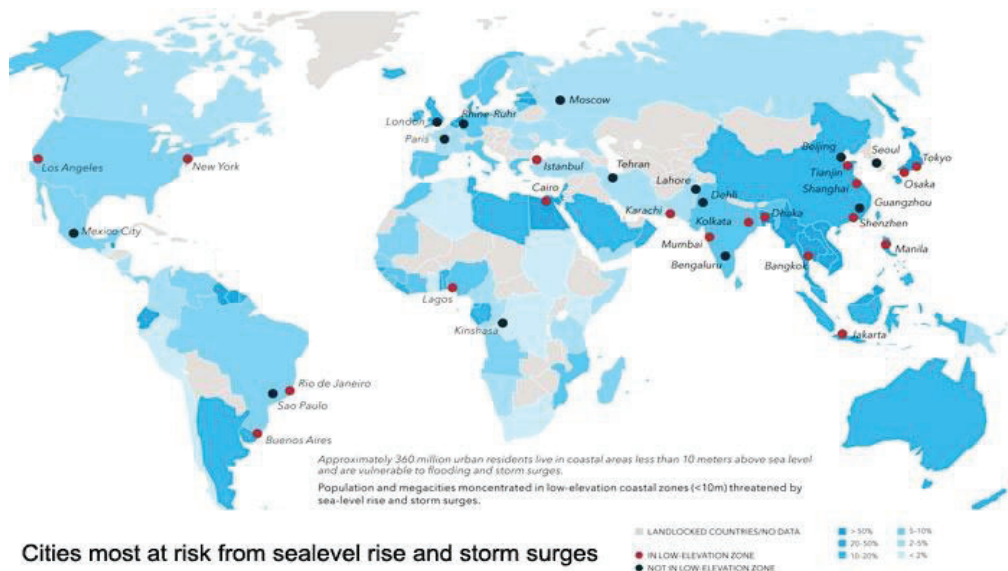 Moscow
London
Rhine-Ruhr
Paris
Los Angeles
New York
Istanbul
Tehran
Beijing
Seoul
Tokyo
Tianjin
Osaka
Shanghai
Cairo
Lahore
Dehli
Guangzhou
Karachi
Kolkata
Dhaka
Shenzhen
Mexico City
Mumbai
Manila
Bengaluru
Bangkok
Lagos
Kinshasa
Jakarta
Rio de Janeiro
Sao Paulo
Buenos Aires
Approximately 360 million urban residents live in coastal areas less than 10 meters above sea level
and are vulnerable to flooding and storm surges.
Population and megacities moncentrated in low-elevation coastal zones (<10m) threatened by
sea-level rise and storm surges.
LANDLOCKED COUNTRIES/NO DATA
> 50%
5-10%
IN LOW-ELEVATION ZONE
20-50%
2-5%
NOT IN LOW-ELEVATION ZONE
10-20%
< 2%
Cities most at risk from sealevel rise and storm surges